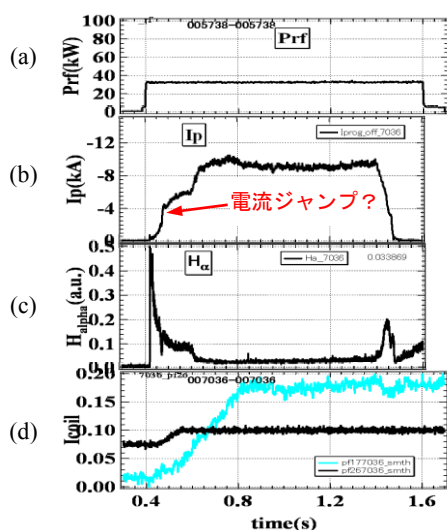 (a)
Prf(kW)
100
80
60
40
20
0
005738-005738
Prf
(b)
Ip(kA)
-12
-8
-4
0
Ip
Iprog_off_7036
電流ジャンプ？
(c)
H_alpha(a.u.)
0.5
0.4
0.3
0.2
0.1
0.0
Hα
Ha_7036 0.033869
(d)
Icoil
0.20
0.15
0.10
0.05
0.00
007036-007036
pf177036_smth
pf267036_smth
0.4 0.8 1.2 1.6
time(s)